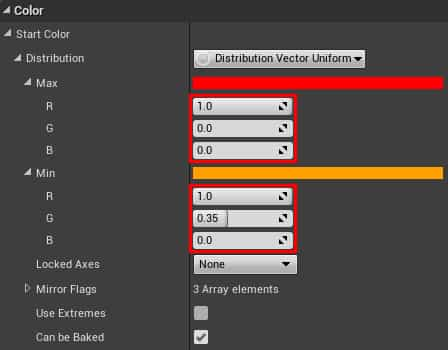 Color
Start Color
Distribution Distribution Vector Uniform
Max
R 1.0
G 0.0
B 0.0
Min
R 1.0
G 0.35
B 0.0
Locked Axes None
Mirror Flags 3 Array elements
Use Extremes
Can be Baked